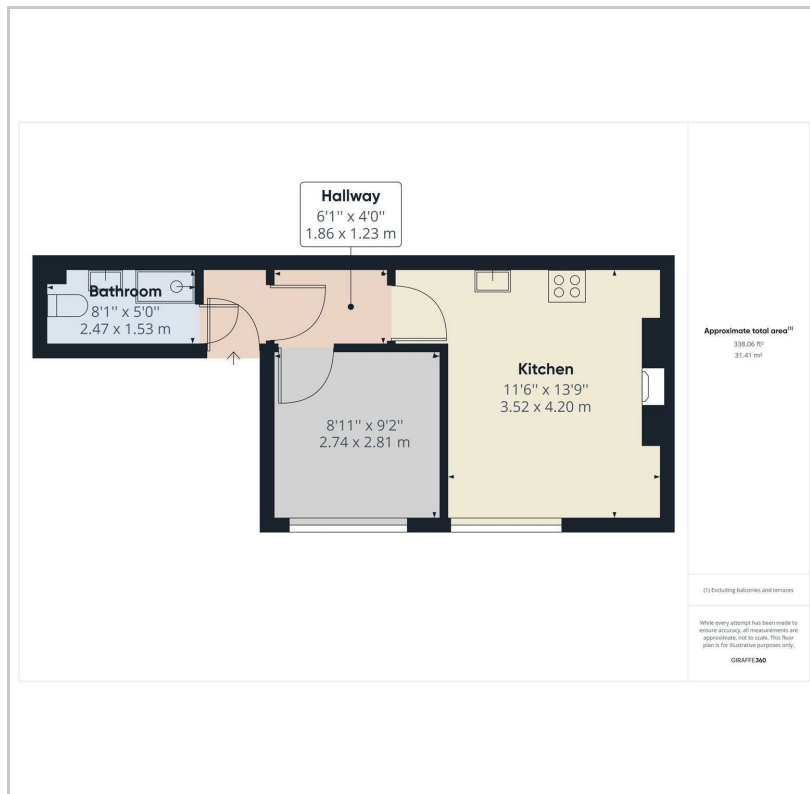 Hallway
6'1'' x 4'0''
1.86 x 1.23 m
Bathroom
8'1'' x 5'0''
2.47 x 1.53 m
Kitchen
11'6'' x 13'9''
3.52 x 4.20 m
8'11'' x 9'2''
2.74 x 2.81 m
Approximate total area⁽¹⁾
338.06 ft²
31.41 m²
(1) Excluding balconies and terraces
While every attempt has been made to
ensure accuracy, all measurements are
approximate, not to scale. This floor
plan is for illustrative purposes only.
GIRAFFE360